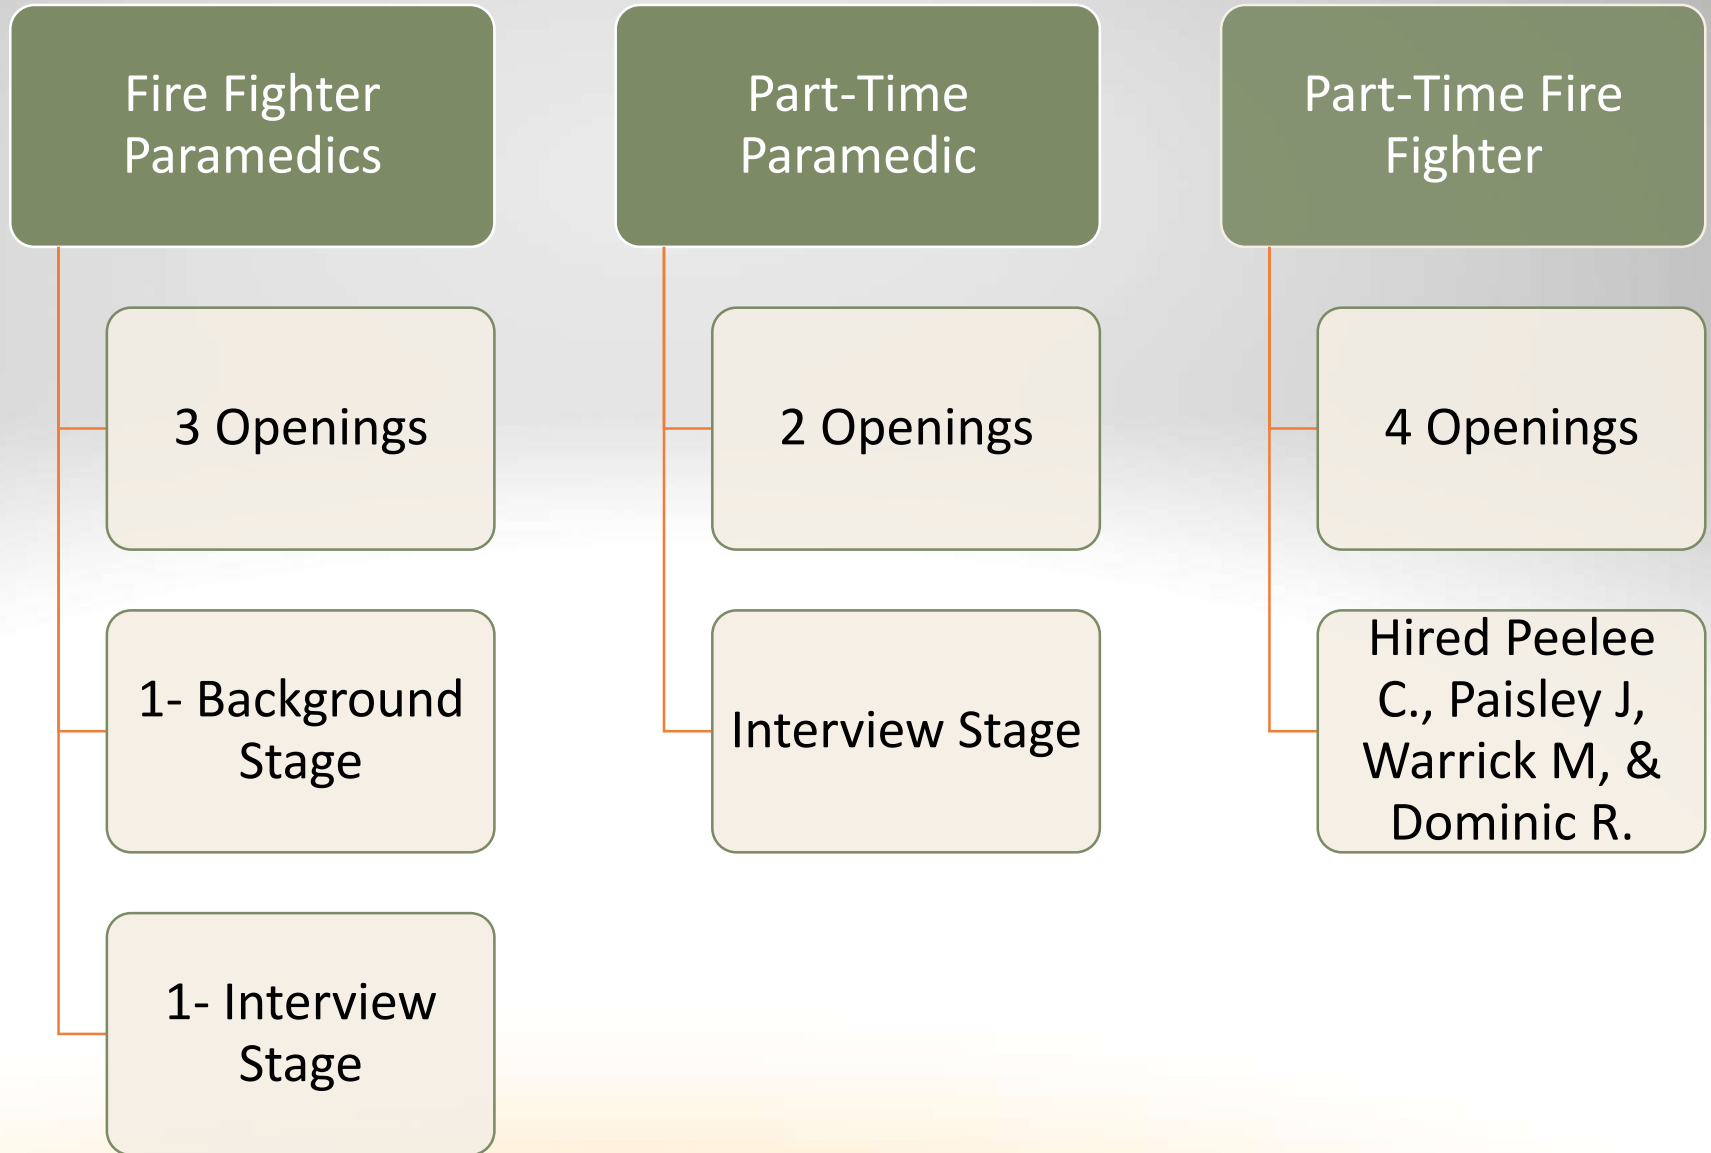 Fire Fighter
Paramedics
3 Openings
1- Background
Stage
1- Interview
Stage
Part-Time
Paramedic
2 Openings
Interview Stage
Part-Time Fire
Fighter
4 Openings
Hired Peelee
C., Paisley J,
Warrick M, &
Dominic R.